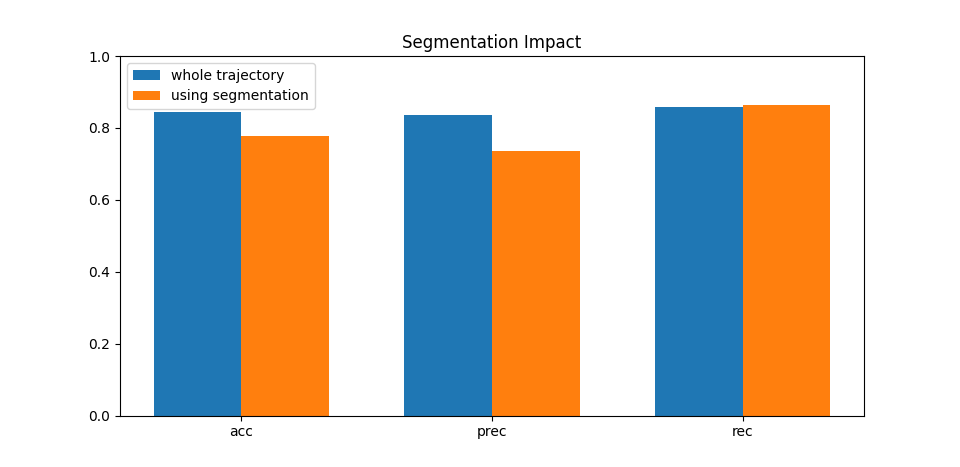 Segmentation Impact
1.0
0.8
0.6
0.4
0.2
0.0
whole trajectory
using segmentation
acc prec rec